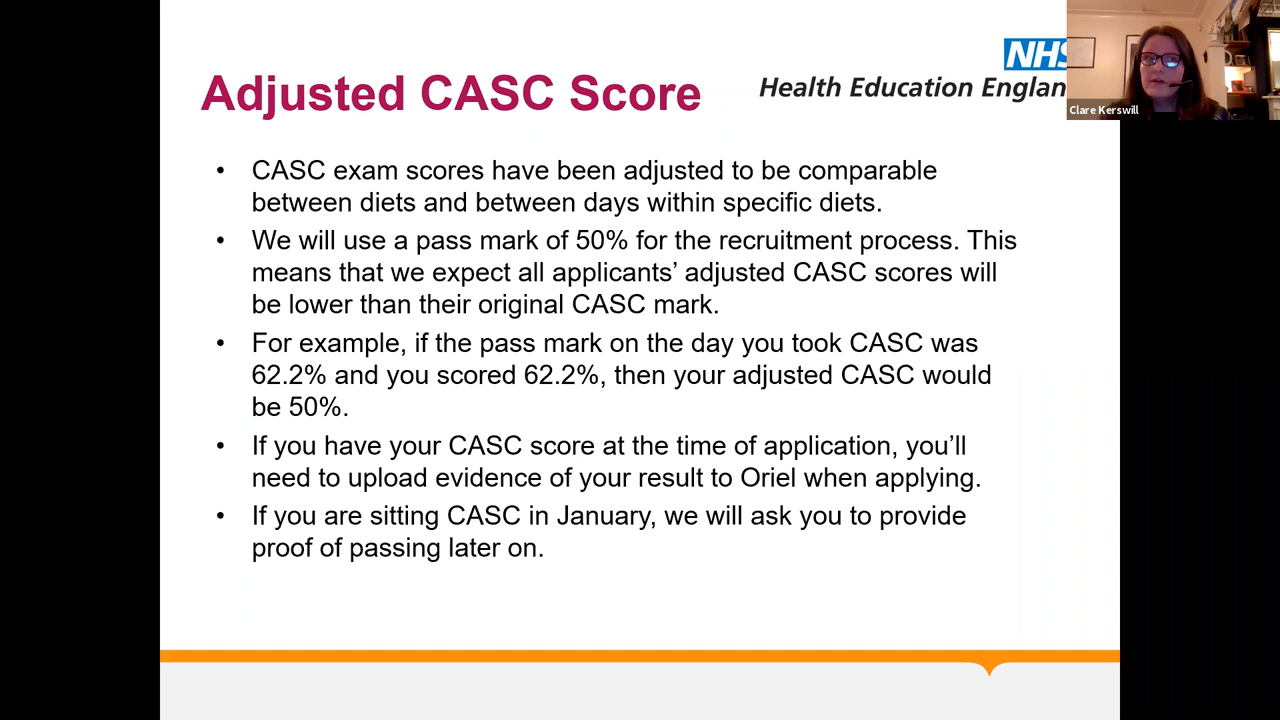 NHS
Adjusted CASC Score
Health Education Englan
Clare Kerswill
• CASC exam scores have been adjusted to be comparable
between diets and between days within specific diets.
• We will use a pass mark of 50% for the recruitment process. This
means that we expect all applicants’ adjusted CASC scores will
be lower than their original CASC mark.
• For example, if the pass mark on the day you took CASC was
62.2% and you scored 62.2%, then your adjusted CASC would
be 50%.
• If you have your CASC score at the time of application, you’ll
need to upload evidence of your result to Oriel when applying.
• If you are sitting CASC in January, we will ask you to provide
proof of passing later on.